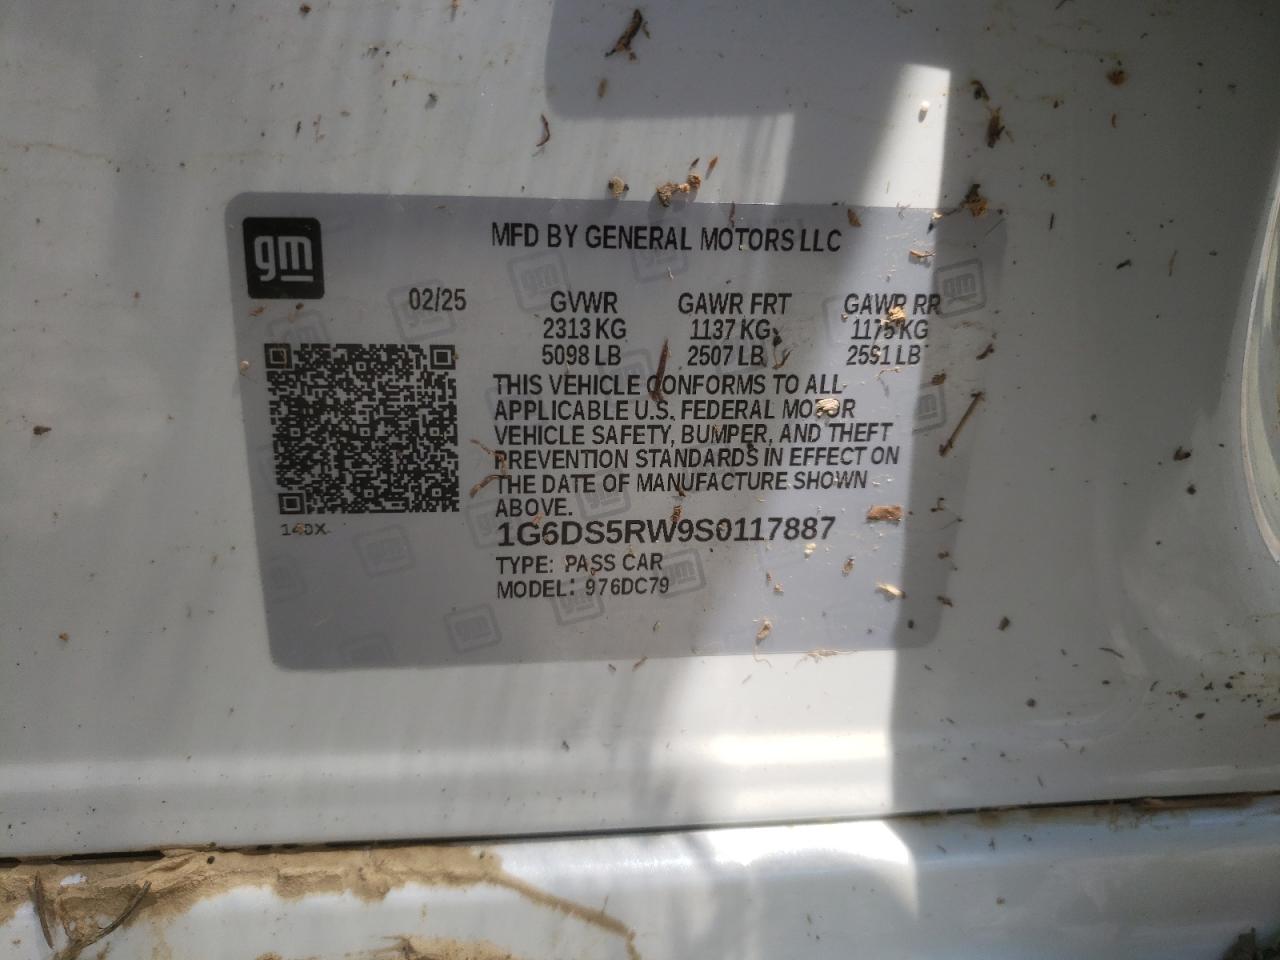 gm
MFD BY GENERAL MOTORS LLC
02/25 GVWR GAWR FRT GAWR RR
2313 KG 1137 KG 1175 KG
5098 LB 2507 LB 2591 LB
THIS VEHICLE CONFORMS TO ALL
APPLICABLE U.S. FEDERAL MOTOR
VEHICLE SAFETY, BUMPER, AND THEFT
PREVENTION STANDARDS IN EFFECT ON
THE DATE OF MANUFACTURE SHOWN
ABOVE.
1G6DS5RW9S0117887
TYPE: PASS CAR
MODEL: 976DC79